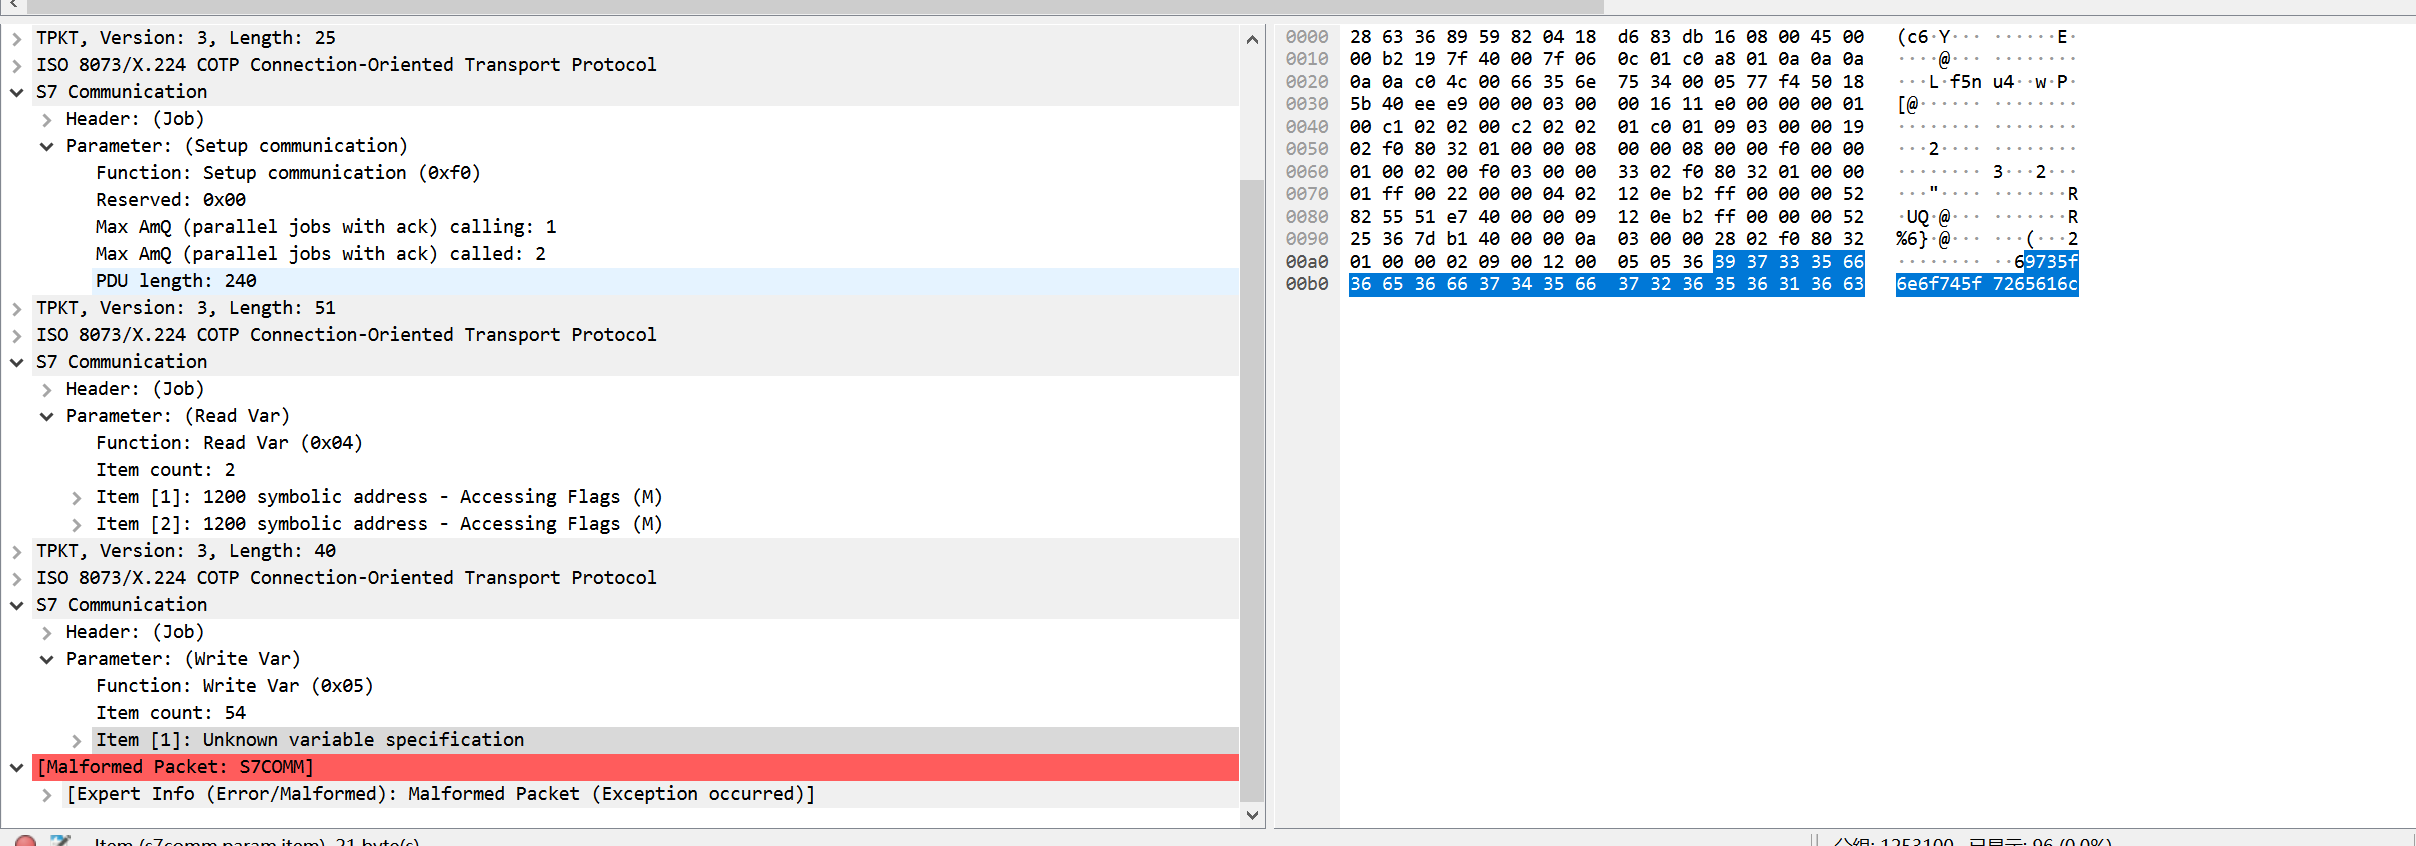 TPKT, Version: 3, Length: 25
ISO 8073/X.224 COTP Connection-Oriented Transport Protocol
S7 Communication
Header: (Job)
Parameter: (Setup communication)
Function: Setup communication (0xf0)
Reserved: 0x00
Max AmQ (parallel jobs with ack) calling: 1
Max AmQ (parallel jobs with ack) called: 2
PDU length: 240
TPKT, Version: 3, Length: 51
ISO 8073/X.224 COTP Connection-Oriented Transport Protocol
S7 Communication
Header: (Job)
Parameter: (Read Var)
Function: Read Var (0x04)
Item count: 2
Item [1]: 1200 symbolic address - Accessing Flags (M)
Item [2]: 1200 symbolic address - Accessing Flags (M)
TPKT, Version: 3, Length: 40
ISO 8073/X.224 COTP Connection-Oriented Transport Protocol
S7 Communication
Header: (Job)
Parameter: (Write Var)
Function: Write Var (0x05)
Item count: 54
Item [1]: Unknown variable specification
[Malformed Packet: S7COMM]
[Expert Info (Error/Malformed): Malformed Packet (Exception occurred)]
0000 28 63 36 89 59 82 04 18 d6 83 db 16 08 00 45 00 (c6·Y··· ······E·
0010 00 b2 19 7f 40 00 7f 06 0c 01 c0 a8 01 0a 0a 0a ····@··· ········
0020 0a 0a c0 4c 00 66 35 6e 75 34 00 05 77 f4 50 18 ···L·f5n u4··w·P·
0030 5b 40 ee e9 00 00 03 00 00 16 11 e0 00 00 00 01 [@······ ········
0040 00 c1 02 02 00 c2 02 02 01 c0 01 09 03 00 00 19 ········ ········
0050 02 f0 80 32 01 00 00 08 00 00 08 00 00 f0 00 00 ···2···· ········
0060 01 00 02 00 f0 03 00 00 33 02 f0 80 32 01 00 00 ········ 3···2···
0070 01 ff 00 22 00 00 04 02 12 0e b2 ff 00 00 00 52 ···"···· ·······R
0080 82 55 51 e7 40 00 00 09 12 0e b2 ff 00 00 00 52 ·UQ·@··· ·······R
0090 25 36 7d b1 40 00 00 0a 03 00 00 28 02 f0 80 32 %6}·@··· ···(···2
00a0 01 00 00 02 09 00 12 00 05 05 36 39 37 33 35 66 ········ ··69735f
00b0 36 65 36 66 37 34 35 66 37 32 36 35 36 31 36 63 6e6f745f 7265616c
Item (s7comm.param.item), 21 byte(s)
分组: 1253100 · 已显示: 96 (0.0%)